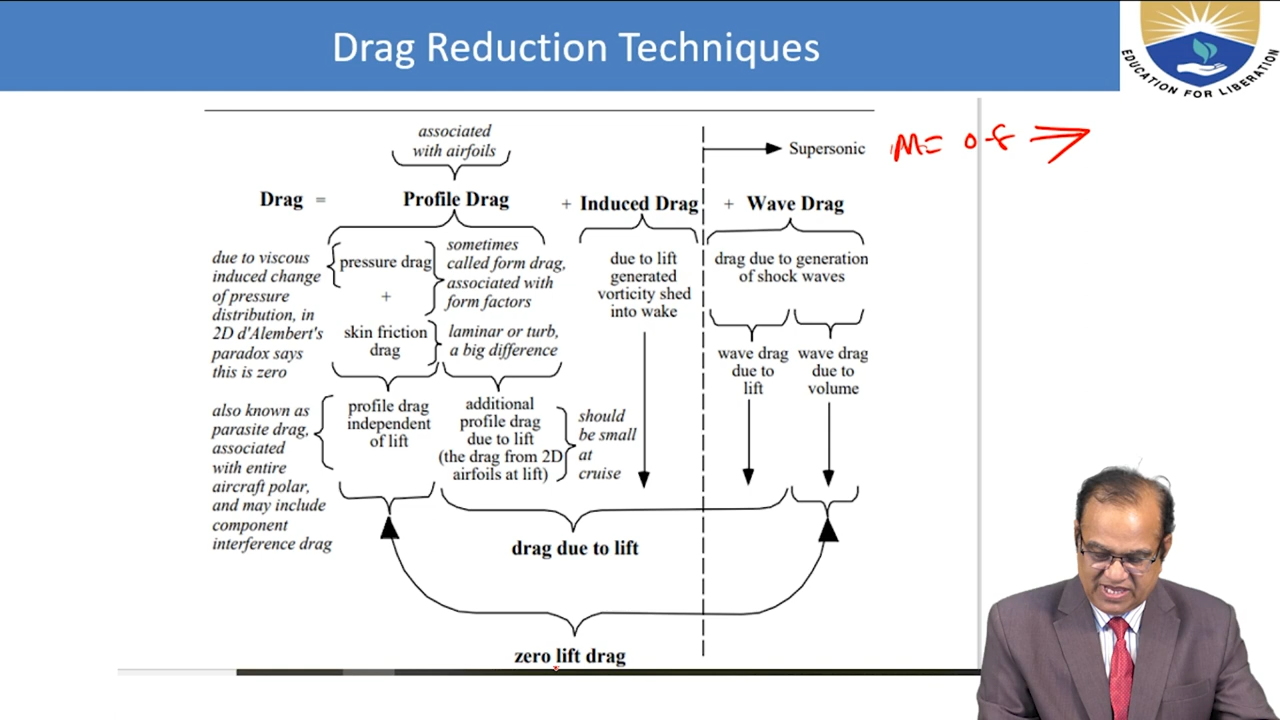 Drag Reduction Techniques
EDUCATION FOR LIBERATION
associated
with airfoils
Supersonic
Drag = Profile Drag + Induced Drag + Wave Drag
due to viscous
induced change
of pressure
distribution, in
2D d'Alembert's
paradox says
this is zero
pressure drag
+
skin friction
drag
sometimes
called form drag,
associated with
form factors
laminar or turb,
a big difference
due to lift
generated
vorticity shed
into wake
drag due to generation
of shock waves
wave drag
due to
lift
wave drag
due to
volume
also known as
parasite drag,
associated
with entire
aircraft polar,
and may include
component
interference drag
profile drag
independent
of lift
additional
profile drag
due to lift
(the drag from 2D
airfoils at lift)
should
be small
at
cruise
drag due to lift
zero lift drag